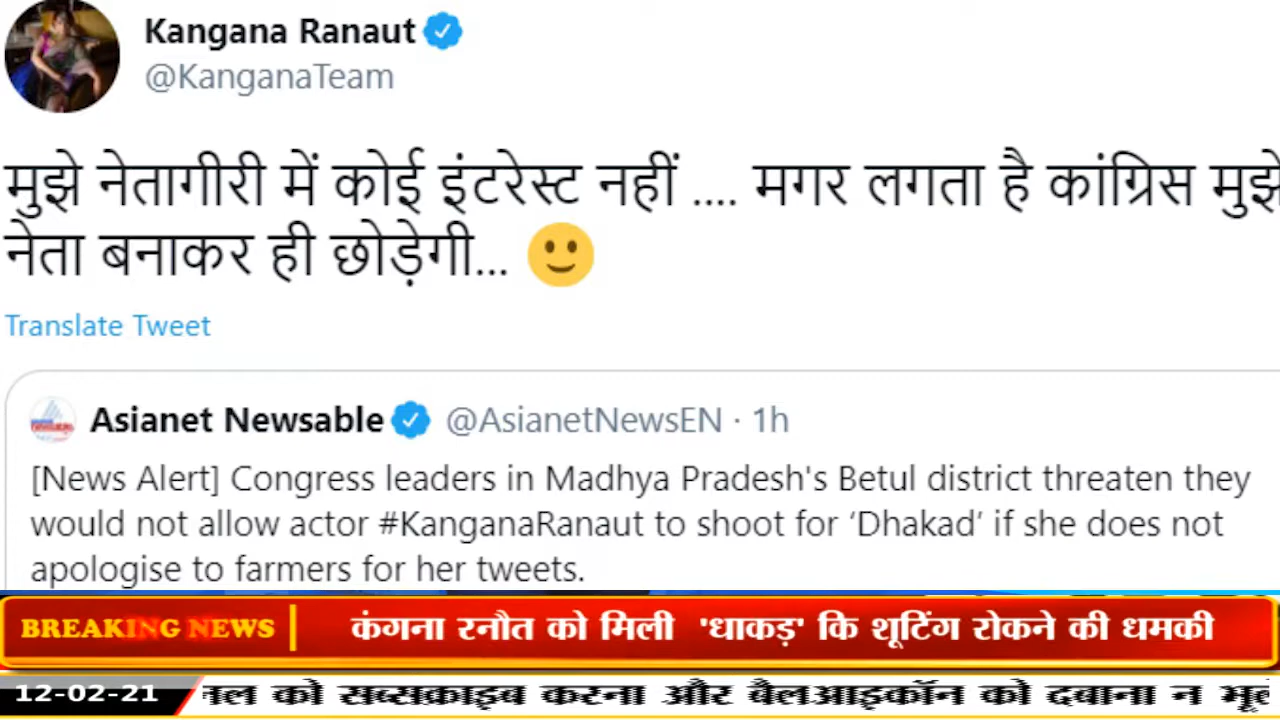 Kangana Ranaut
@KanganaTeam
मुझे नेतागीरी में कोई इंटरेस्ट नहीं .... मगर लगता है कांग्रिस मुझे
नेता बनाकर ही छोड़ेगी... 🙂
Translate Tweet
Asianet Newsable @AsianetNewsEN · 1h
[News Alert] Congress leaders in Madhya Pradesh's Betul district threaten they
would not allow actor #KanganaRanaut to shoot for ‘Dhakad’ if she does not
apologise to farmers for her tweets.
BREAKING NEWS | कंगना रनौत को मिली 'धाकड़' कि शूटिंग रोकने की धमकी
12-02-21 नल को सब्सक्राइब करना और बैलआइकॉन को दबाना न